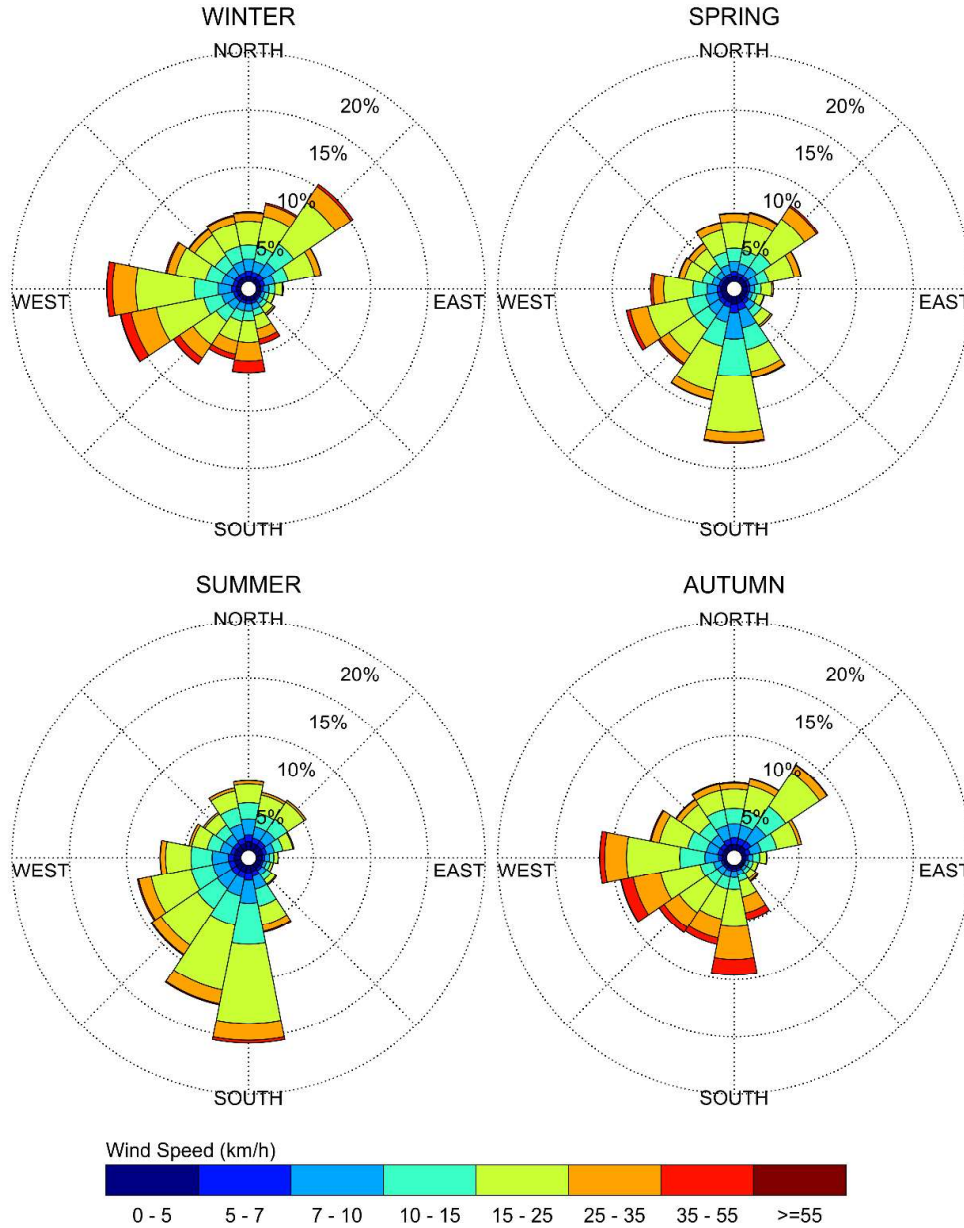 WINTER
SPRING
NORTH
NORTH
20%
20%
15%
15%
10%
10%
5%
5%
WEST
EAST
WEST
EAST
SOUTH
SOUTH
SUMMER
AUTUMN
NORTH
NORTH
20%
20%
15%
15%
10%
10%
5%
5%
WEST
EAST
WEST
EAST
SOUTH
SOUTH
Wind Speed (km/h)
0 - 5 5 - 7 7 - 10 10 - 15 15 - 25 25 - 35 35 - 55 >=55